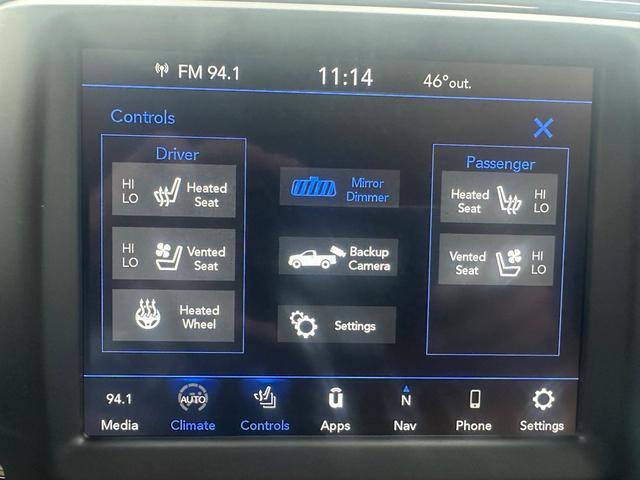 FM 94.1 11:14 46°out.
Controls
Driver
HI
LO
Heated
Seat
HI
LO
Vented
Seat
Heated
Wheel
Mirror
Dimmer
Backup
Camera
Settings
Passenger
Heated
Seat
HI
LO
Vented
Seat
HI
LO
94.1
Media
AUTO
Climate
Controls
Apps
N
Nav
Phone
Settings